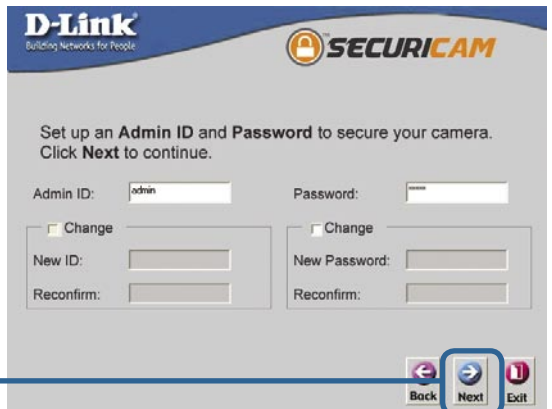 D-Link
Building Networks for People
SECURICAM™
Set up an Admin ID and Password to secure your camera.
Click Next to continue.
Admin ID: admin
Password: *****
Change
Change
New ID:
New Password:
Reconfirm:
Reconfirm:
Back
Next
Exit